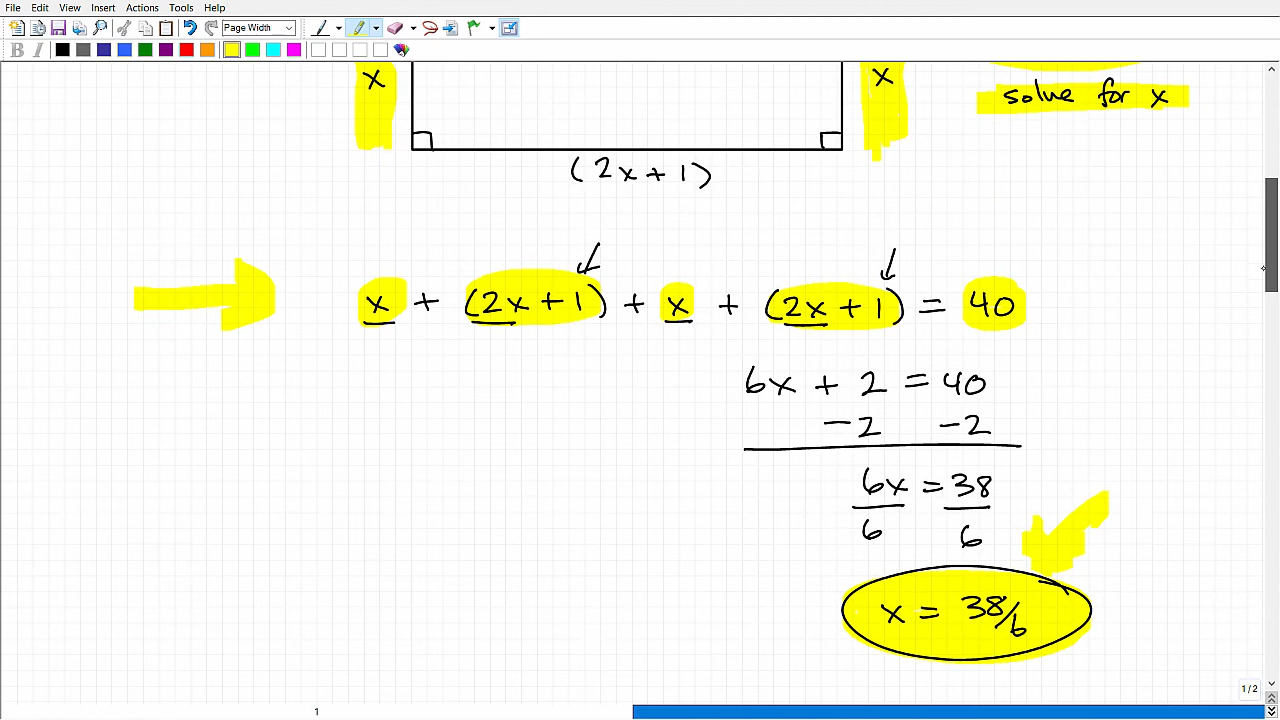 File Edit View Insert Actions Tools Help
Page Width
B I
x x solve for x
(2x + 1)
x + (2x + 1) + x + (2x + 1) = 40
6x + 2 = 40
-2 -2
6x = 38
6 6
x = 38/6
1/2
1